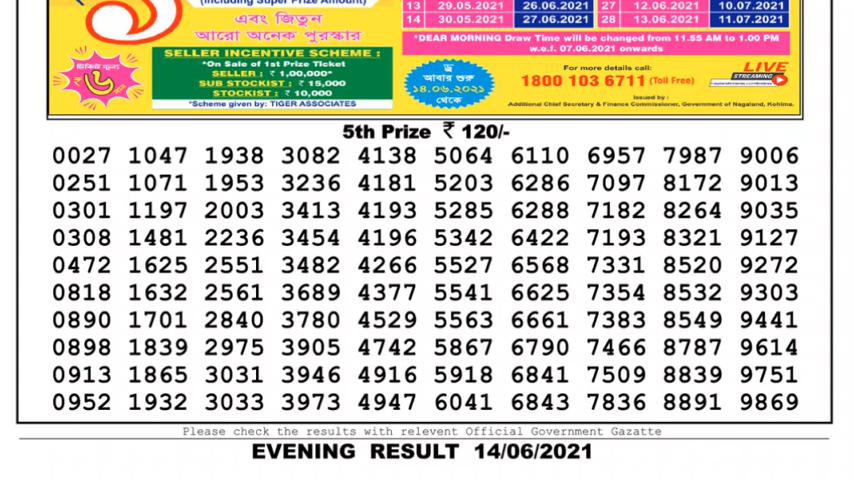 (Including Super Prize Amount)
এবং জিতুন
আরো অনেক পুরস্কার
13 29.05.2021 26.06.2021 27 12.06.2021 10.07.2021
14 30.05.2021 27.06.2021 28 13.06.2021 11.07.2021
*DEAR MORNING Draw Time will be changed from 11.55 AM to 1.00 PM
w.e.f. 07.06.2021 onwards
টিকিট মূল্য
₹ ৬
SELLER INCENTIVE SCHEME :
*On Sale of 1st Prize Ticket
SELLER : ₹ 1,00,000*
SUB STOCKIST : ₹ 15,000
STOCKIST : ₹ 10,000
*Scheme given by: TIGER ASSOCIATES
ড্র
আবার শুরু
১৪.০৬.২০২১
থেকে
For more details call:
1800 103 6711 (Toll Free)
LIVE
STREAMING
Issued by :
Additional Chief Secretary & Finance Commissioner, Government of Nagaland, Kohima.
5th Prize ₹ 120/-
0027 1047 1938 3082 4138 5064 6110 6957 7987 9006
0251 1071 1953 3236 4181 5203 6286 7097 8172 9013
0301 1197 2003 3413 4193 5285 6288 7182 8264 9035
0308 1481 2236 3454 4196 5342 6422 7193 8321 9127
0472 1625 2551 3482 4266 5527 6568 7331 8520 9272
0818 1632 2561 3689 4377 5541 6625 7354 8532 9303
0890 1701 2840 3780 4529 5563 6661 7383 8549 9441
0898 1839 2975 3905 4742 5867 6790 7466 8787 9614
0913 1865 3031 3946 4916 5918 6841 7509 8839 9751
0952 1932 3033 3973 4947 6041 6843 7836 8891 9869
Please check the results with relevent Official Government Gazatte
EVENING RESULT 14/06/2021